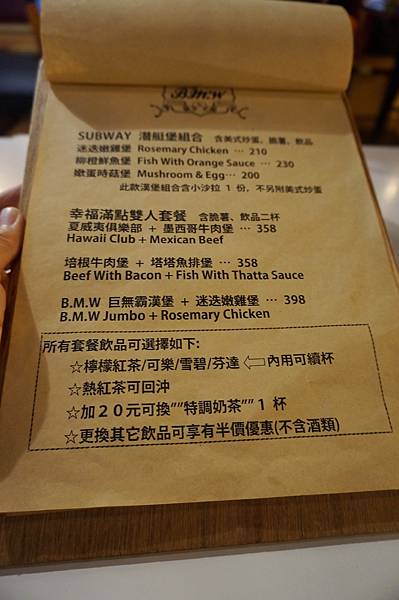 B.M.W
SUBWAY 潛艇堡組合 含美式炒蛋、脆薯、飲品
迷迭嫩雞堡 Rosemary Chicken … 210
柳橙鮮魚堡 Fish With Orange Sauce … 230
嫩蛋時菇堡 Mushroom & Egg… 200
此款漢堡組合含小沙拉 1 份，不另附美式炒蛋
幸福滿點雙人套餐 含脆薯、飲品二杯
夏威夷俱樂部 + 墨西哥牛肉堡 … 358
Hawaii Club + Mexican Beef
培根牛肉堡 + 塔塔魚排堡 … 358
Beef With Bacon + Fish With Thatta Sauce
B.M.W 巨無霸漢堡 + 迷迭嫩雞堡 … 398
B.M.W Jumbo + Rosemary Chicken
所有套餐飲品可選擇如下:
☆檸檬紅茶/可樂/雪碧/芬達⇦內用可續杯
☆熱紅茶可回沖
☆加２０元可換””特調奶茶””１杯
☆更換其它飲品可享有半價優惠(不含酒類)